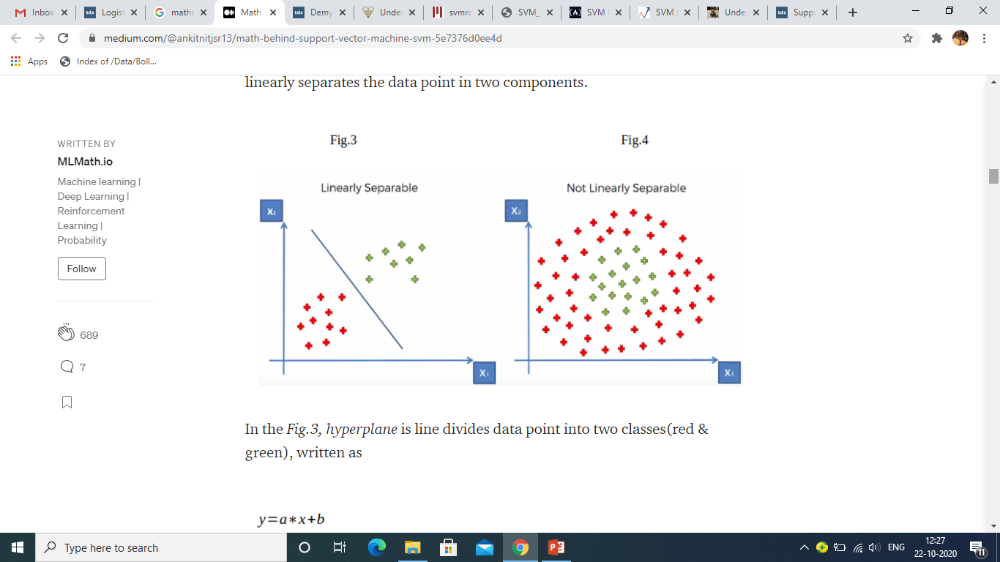 Inbox
Logist
mathe
Math
Demy
Unde
svmre
SVM_
SVM
SVM
Unde
Supp
medium.com/@ankitnitjsr13/math-behind-support-vector-machine-svm-5e7376d0ee4d
Apps
Index of /Data/Boll...
linearly separates the data point in two components.
WRITTEN BY
MLMath.io
Machine learning |
Deep Learning |
Reinforcement
Learning |
Probability
Follow
689
7
Fig.3
Fig.4
Linearly Separable
Not Linearly Separable
X₂
X₂
X₁
X₁
In the Fig.3, hyperplane is line divides data point into two classes(red &
green), written as
y=a*x+b
Type here to search
ENG
12:27
22-10-2020
11